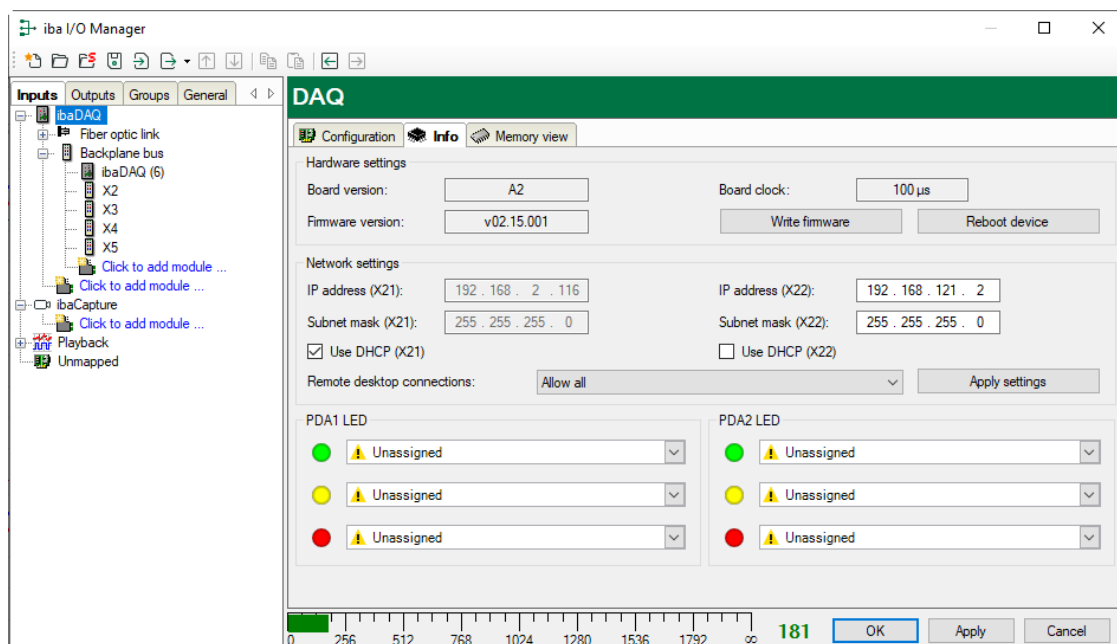 iba I/O Manager
Inputs Outputs Groups General
ibaDAQ
Fiber optic link
Backplane bus
ibaDAQ (6)
X2
X3
X4
X5
Click to add module ...
Click to add module ...
ibaCapture
Click to add module ...
Playback
Unmapped
DAQ
Configuration Info Memory view
Hardware settings
Board version: A2 Board clock: 100 µs
Firmware version: v02.15.001 Write firmware Reboot device
Network settings
IP address (X21): 192 . 168 . 2 . 116 IP address (X22): 192 . 168 . 121 . 2
Subnet mask (X21): 255 . 255 . 255 . 0 Subnet mask (X22): 255 . 255 . 255 . 0
Use DHCP (X21) Use DHCP (X22)
Remote desktop connections: Allow all Apply settings
PDA1 LED PDA2 LED
Unassigned Unassigned
Unassigned Unassigned
Unassigned Unassigned
0 256 512 768 1024 1280 1536 1792 ∞ 181 OK Apply Cancel